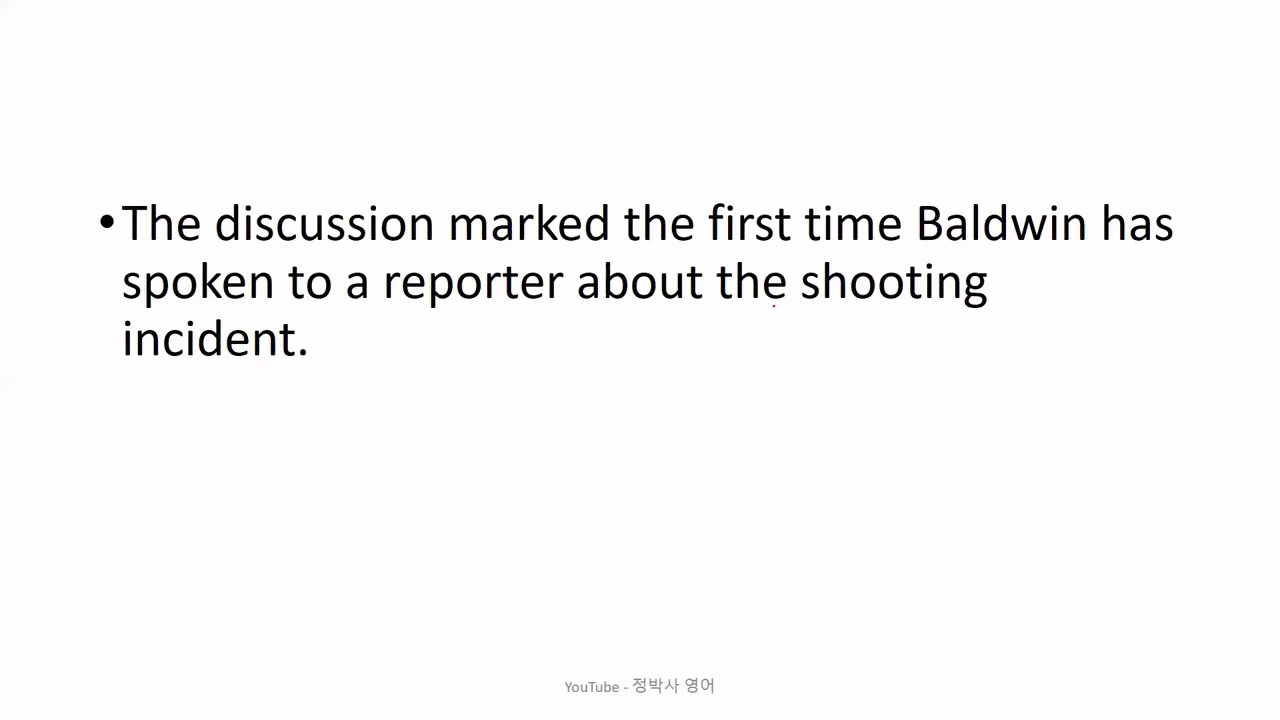 •The discussion marked the first time Baldwin has
spoken to a reporter about the shooting
incident.
YouTube - 정박사 영어